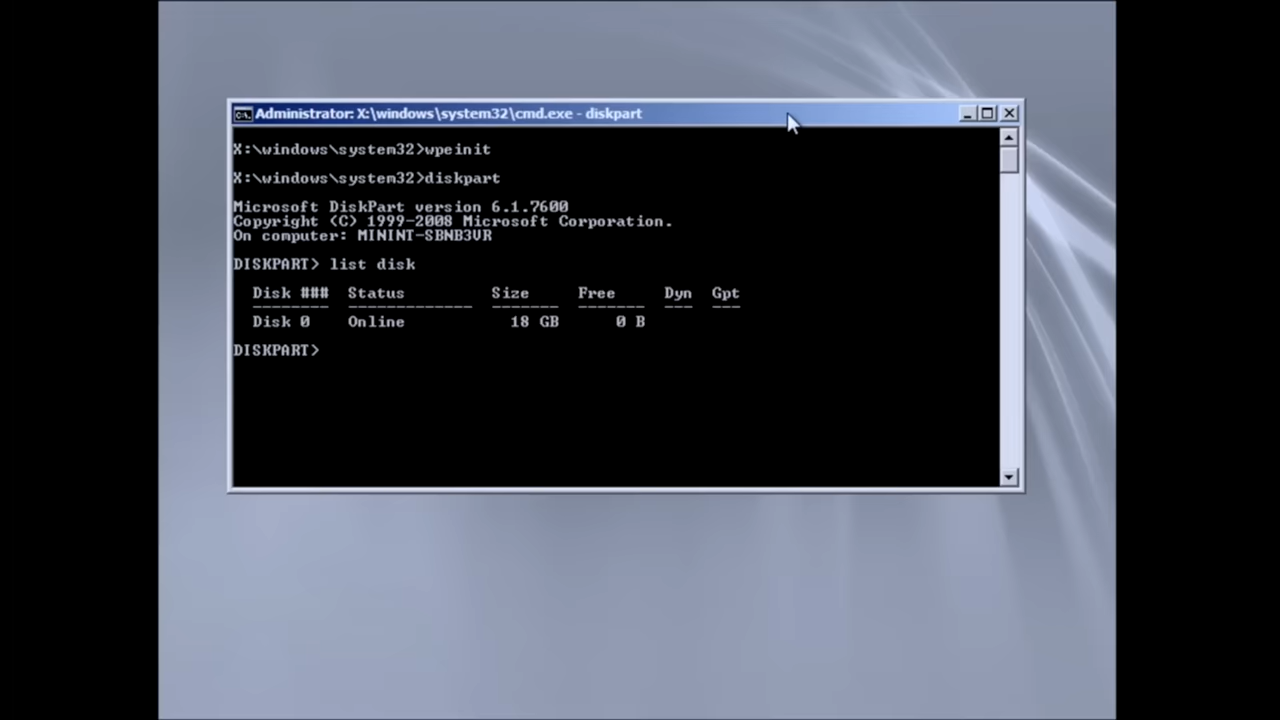 Administrator: X:\windows\system32\cmd.exe - diskpart
X:\windows\system32>wpeinit
X:\windows\system32>diskpart
Microsoft DiskPart version 6.1.7600
Copyright (C) 1999-2008 Microsoft Corporation.
On computer: MININT-SBNB3VR
DISKPART> list disk
Disk ###  Status         Size     Free     Dyn  Gpt
--------  -------------  -------  -------  ---  ---
Disk 0    Online           18 GB      0 B
DISKPART>